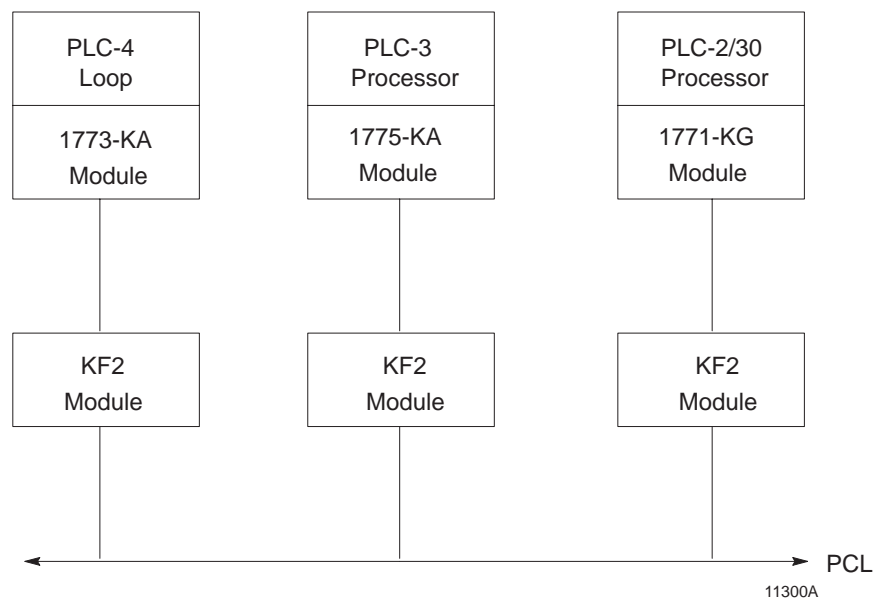 PLC-4
Loop
1773-KA
Module
PLC-3
Processor
1775-KA
Module
PLC-2/30
Processor
1771-KG
Module
KF2
Module
KF2
Module
KF2
Module
PCL
11300A